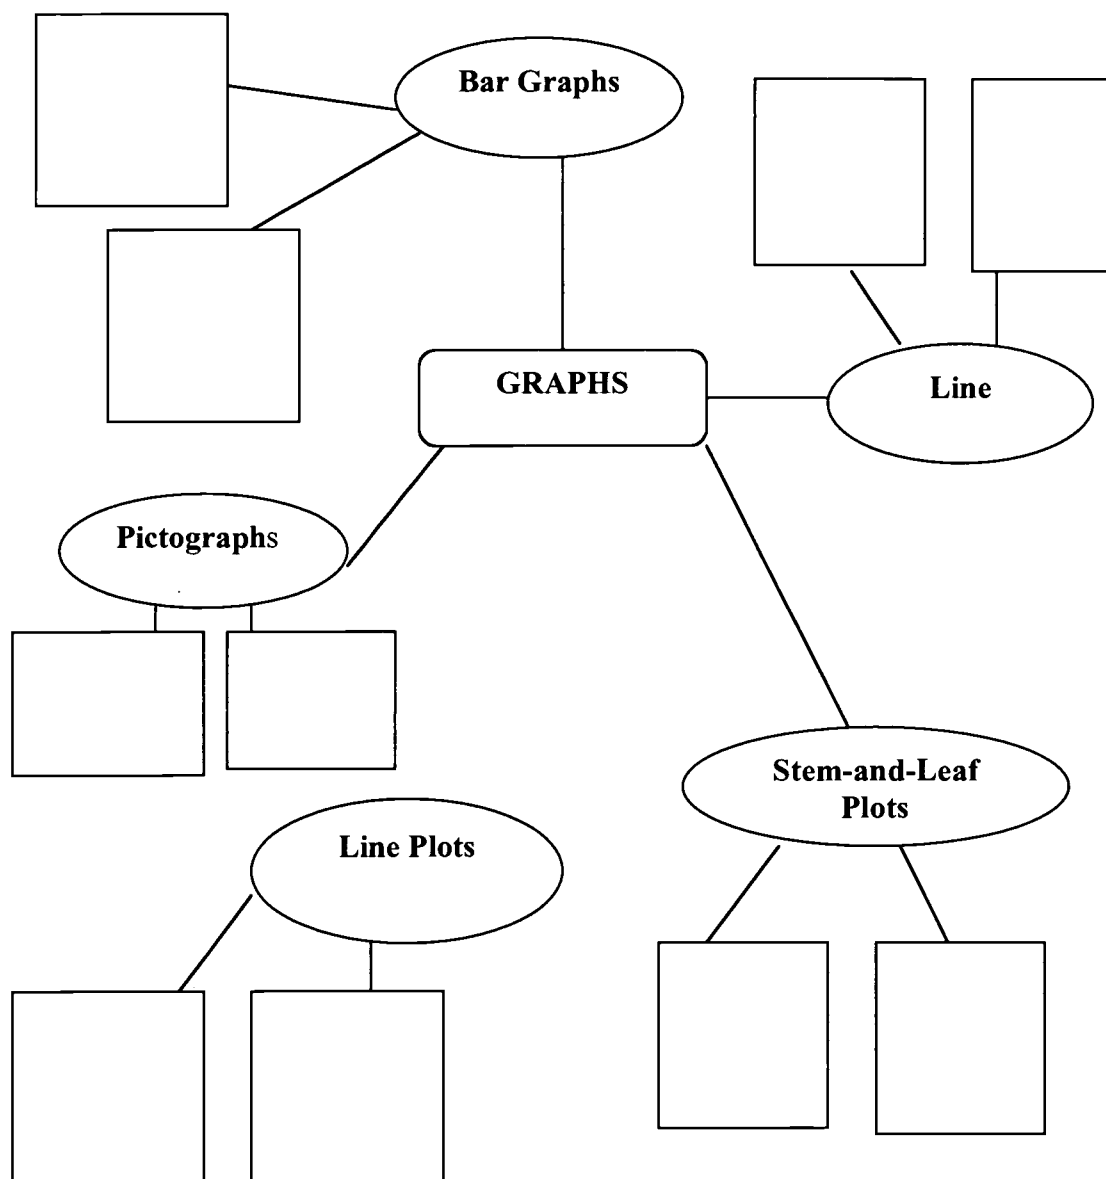 Bar Graphs
GRAPHS
Line
Pictographs
Stem-and-Leaf
Plots
Line Plots